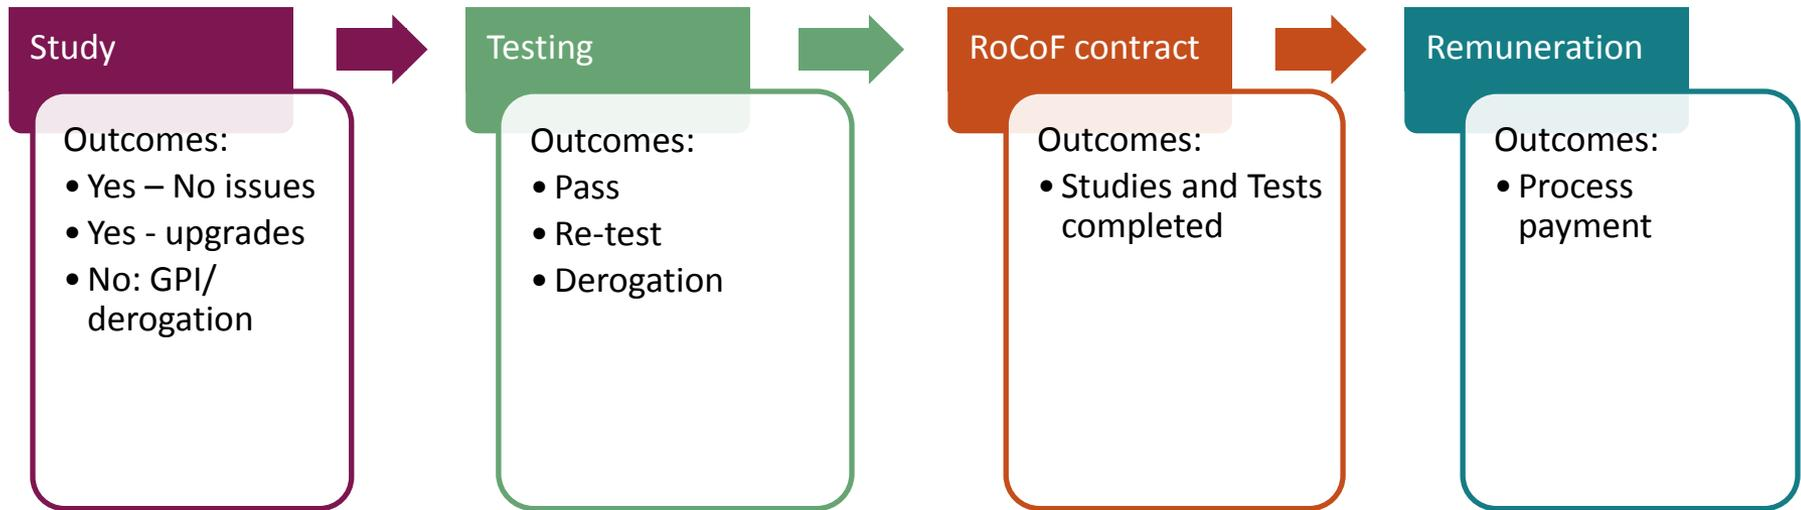 Study
Outcomes:
• Yes – No issues
• Yes - upgrades
• No: GPI/
derogation
Testing
Outcomes:
• Pass
• Re-test
• Derogation
RoCoF contract
Outcomes:
• Studies and Tests
completed
Remuneration
Outcomes:
• Process
payment